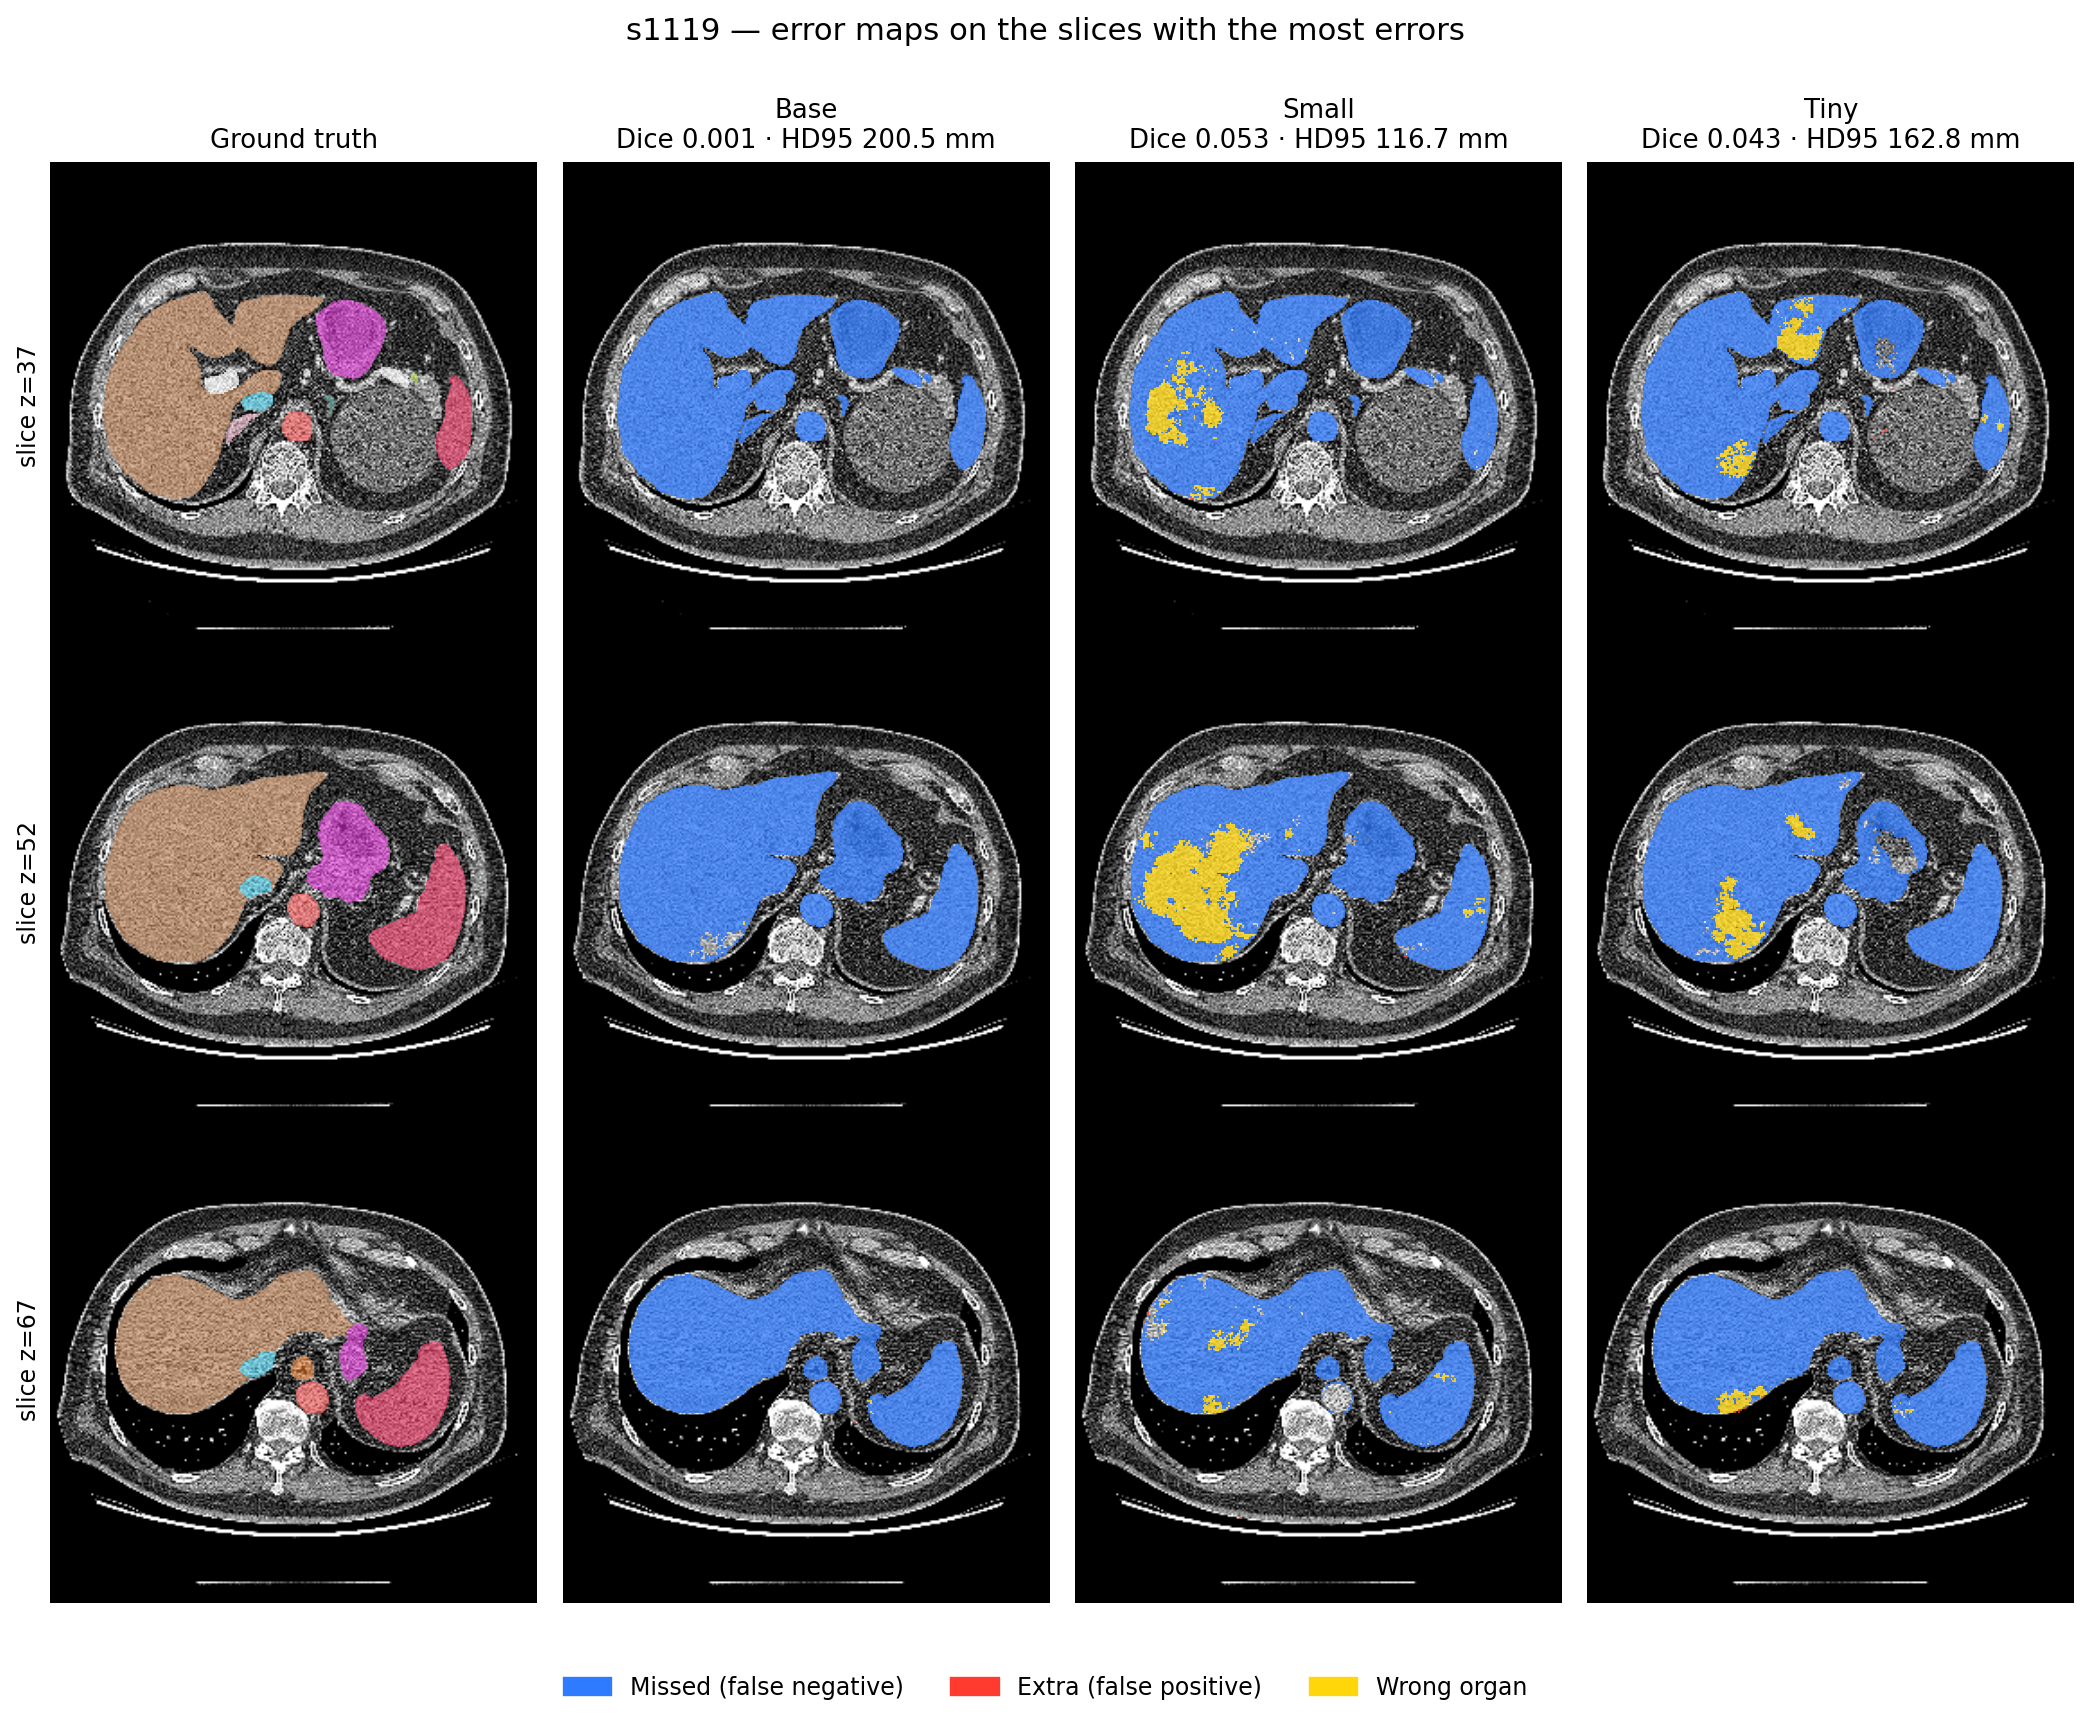 s1119 — error maps on the slices with the most errors
Ground truth
Base
Dice 0.001 · HD95 200.5 mm
Small
Dice 0.053 · HD95 116.7 mm
Tiny
Dice 0.043 · HD95 162.8 mm
slice z=37
slice z=52
slice z=67
Missed (false negative)
Extra (false positive)
Wrong organ